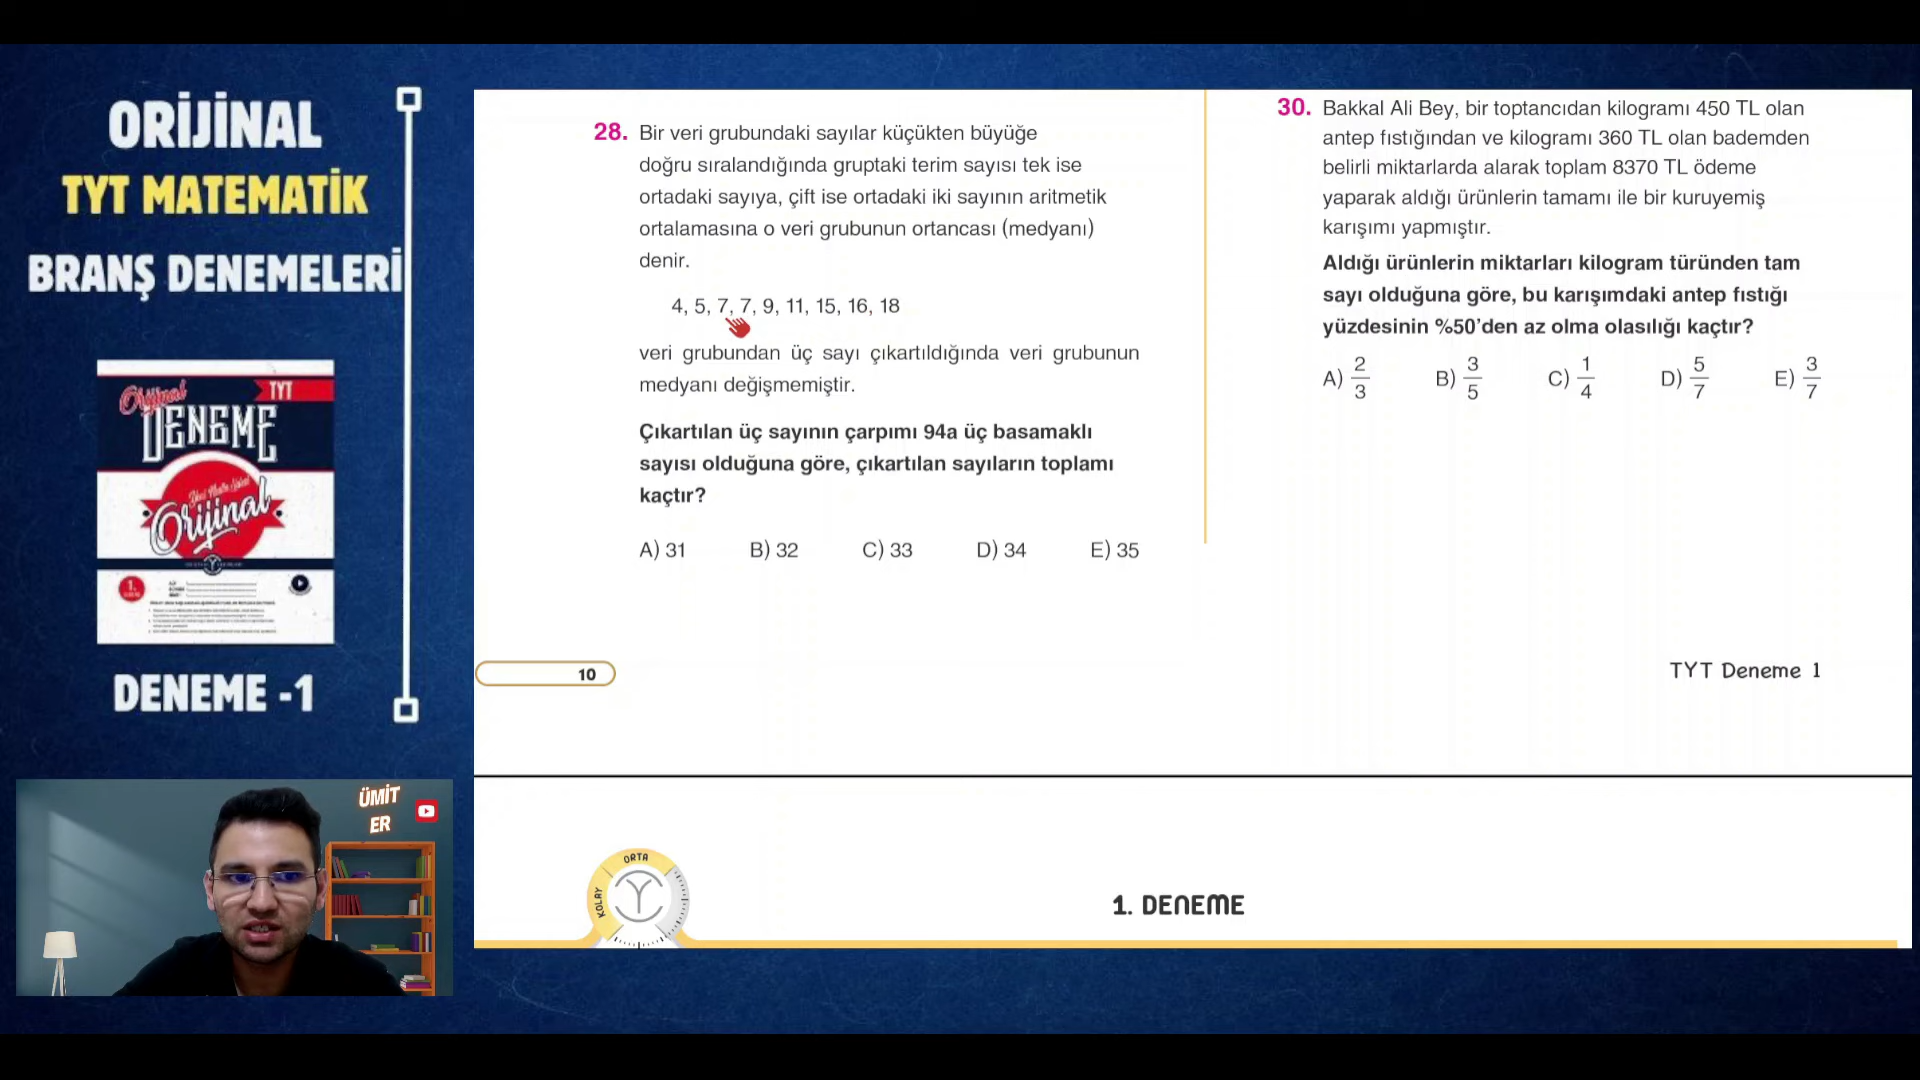 ORİJİNAL
TYT MATEMATİK
BRANŞ DENEMELERİ
Orijinal
TYT
DENEME
Orijinal
1.
DENEME -1
ÜMİT
ER
28. Bir veri grubundaki sayılar küçükten büyüğe
doğru sıralandığında gruptaki terim sayısı tek ise
ortadaki sayıya, çift ise ortadaki iki sayının aritmetik
ortalamasına o veri grubunun ortancası (medyanı)
denir.
4, 5, 7, 7, 9, 11, 15, 16, 18
veri grubundan üç sayı çıkartıldığında veri grubunun
medyanı değişmemiştir.
Çıkartılan üç sayının çarpımı 94a üç basamaklı
sayısı olduğuna göre, çıkartılan sayıların toplamı
kaçtır?
A) 31 B) 32 C) 33 D) 34 E) 35
10
30. Bakkal Ali Bey, bir toptancıdan kilogramı 450 TL olan
antep fıstığından ve kilogramı 360 TL olan bademden
belirli miktarlarda alarak toplam 8370 TL ödeme
yaparak aldığı ürünlerin tamamı ile bir kuruyemiş
karışımı yapmıştır.
Aldığı ürünlerin miktarları kilogram türünden tam
sayı olduğuna göre, bu karışımdaki antep fıstığı
yüzdesinin %50'den az olma olasılığı kaçtır?
A) 2/3 B) 3/5 C) 1/4 D) 5/7 E) 3/7
TYT Deneme 1
KOLAY
ORTA
1. DENEME